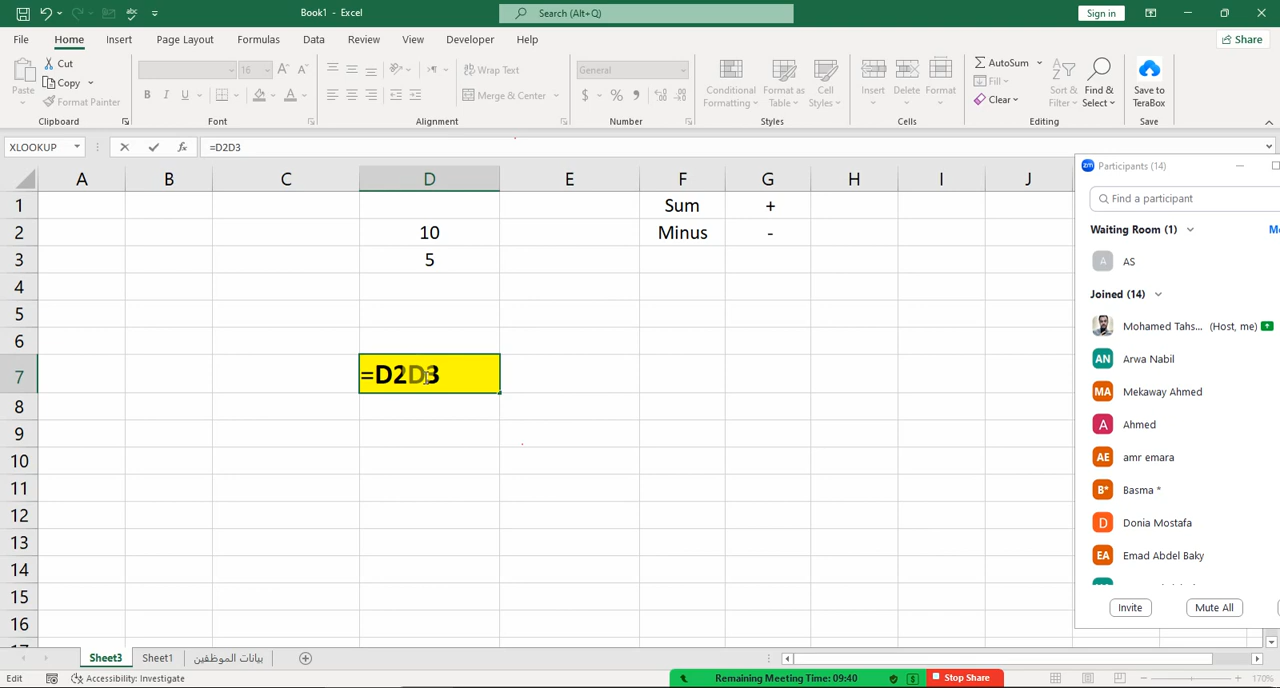 Book1 - Excel
Search (Alt+Q)
Sign in
File Home Insert Page Layout Formulas Data Review View Developer Help
Share
Paste
Cut
Copy
Format Painter
Clipboard
16
B I U
Font
Wrap Text
Merge & Center
Alignment
General
$ % ,
Number
Conditional Formatting
Format as Table
Cell Styles
Styles
Insert
Delete
Format
Cells
AutoSum
Fill
Clear
Sort & Filter
Find & Select
Editing
Save to TeraBox
Save
XLOOKUP
fx
=D2D3
A B C D E F G H I J
1 Sum +
2 10 Minus -
3 5
4
5
6
7 =D2D3
8
9
10
11
12
13
14
15
16
Participants (14)
Find a participant
Waiting Room (1)
A AS
Joined (14)
Mohamed Tahs... (Host, me)
AN Arwa Nabil
MA Mekaway Ahmed
A Ahmed
AE amr emara
B* Basma *
D Donia Mostafa
EA Emad Abdel Baky
Invite
Mute All
Sheet3 Sheet1 بيانات الموظفين
Edit
Accessibility: Investigate
Remaining Meeting Time: 09:40
Stop Share
170%